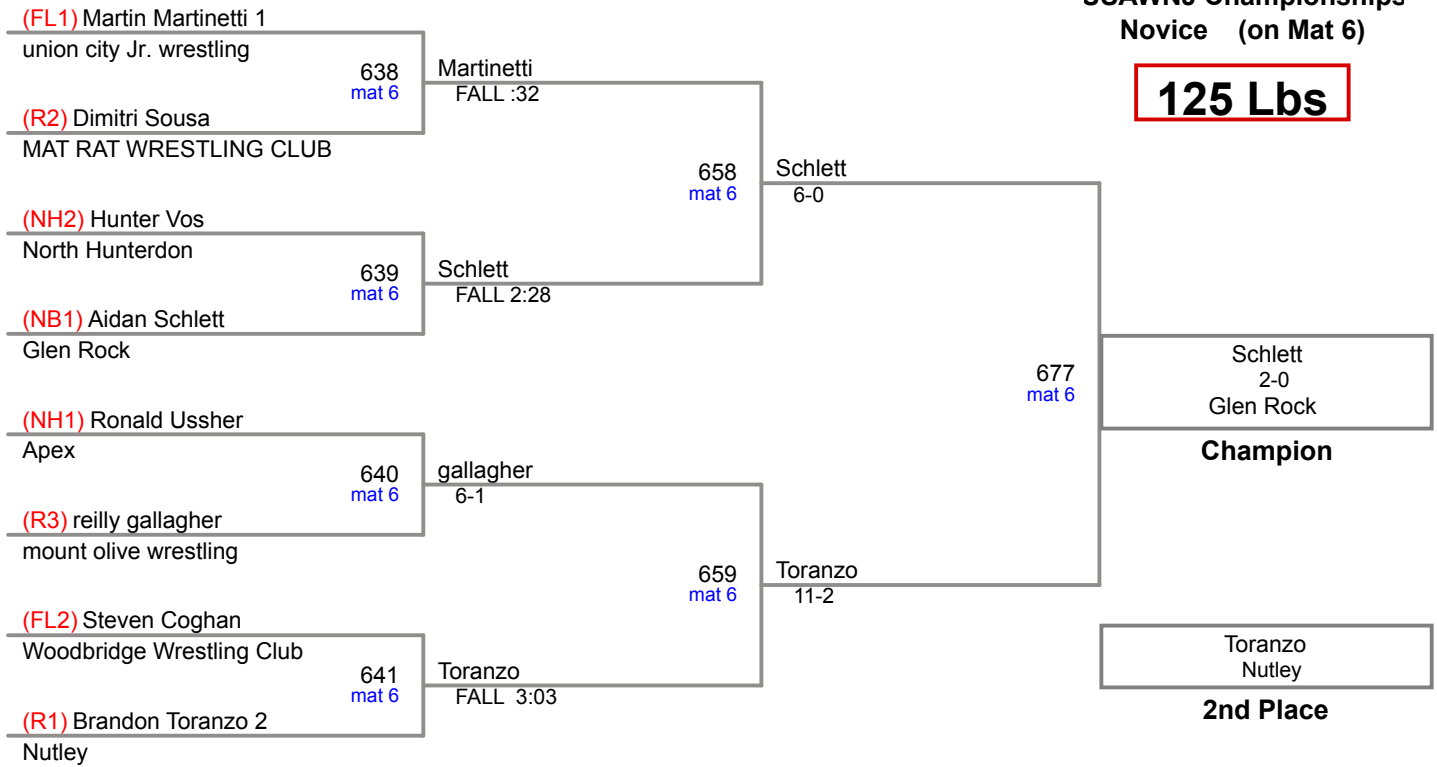 Championships
Novice (on Mat 6)
125 Lbs
(FL1) Martin Martinetti 1
union city Jr. wrestling
638
mat 6
Martinetti
FALL :32
(R2) Dimitri Sousa
MAT RAT WRESTLING CLUB
658
mat 6
Schlett
6-0
(NH2) Hunter Vos
North Hunterdon
639
mat 6
Schlett
FALL 2:28
(NB1) Aidan Schlett
Glen Rock
677
mat 6
Schlett
2-0
Glen Rock
Champion
(NH1) Ronald Ussher
Apex
640
mat 6
gallagher
6-1
(R3) reilly gallagher
mount olive wrestling
659
mat 6
Toranzo
11-2
(FL2) Steven Coghan
Woodbridge Wrestling Club
641
mat 6
Toranzo
FALL 3:03
(R1) Brandon Toranzo 2
Nutley
Toranzo
Nutley
2nd Place